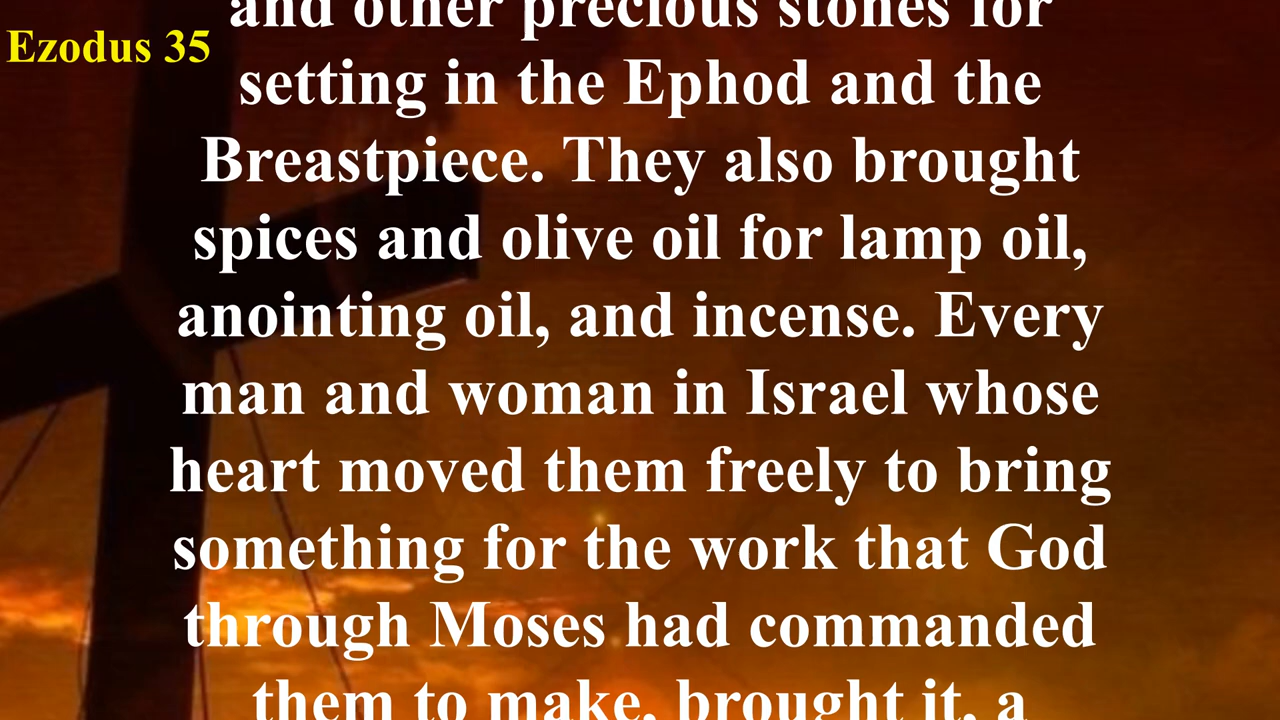 Ezodus 35
and other precious stones for
setting in the Ephod and the
Breastpiece. They also brought
spices and olive oil for lamp oil,
anointing oil, and incense. Every
man and woman in Israel whose
heart moved them freely to bring
something for the work that God
through Moses had commanded
them to make, brought it, a